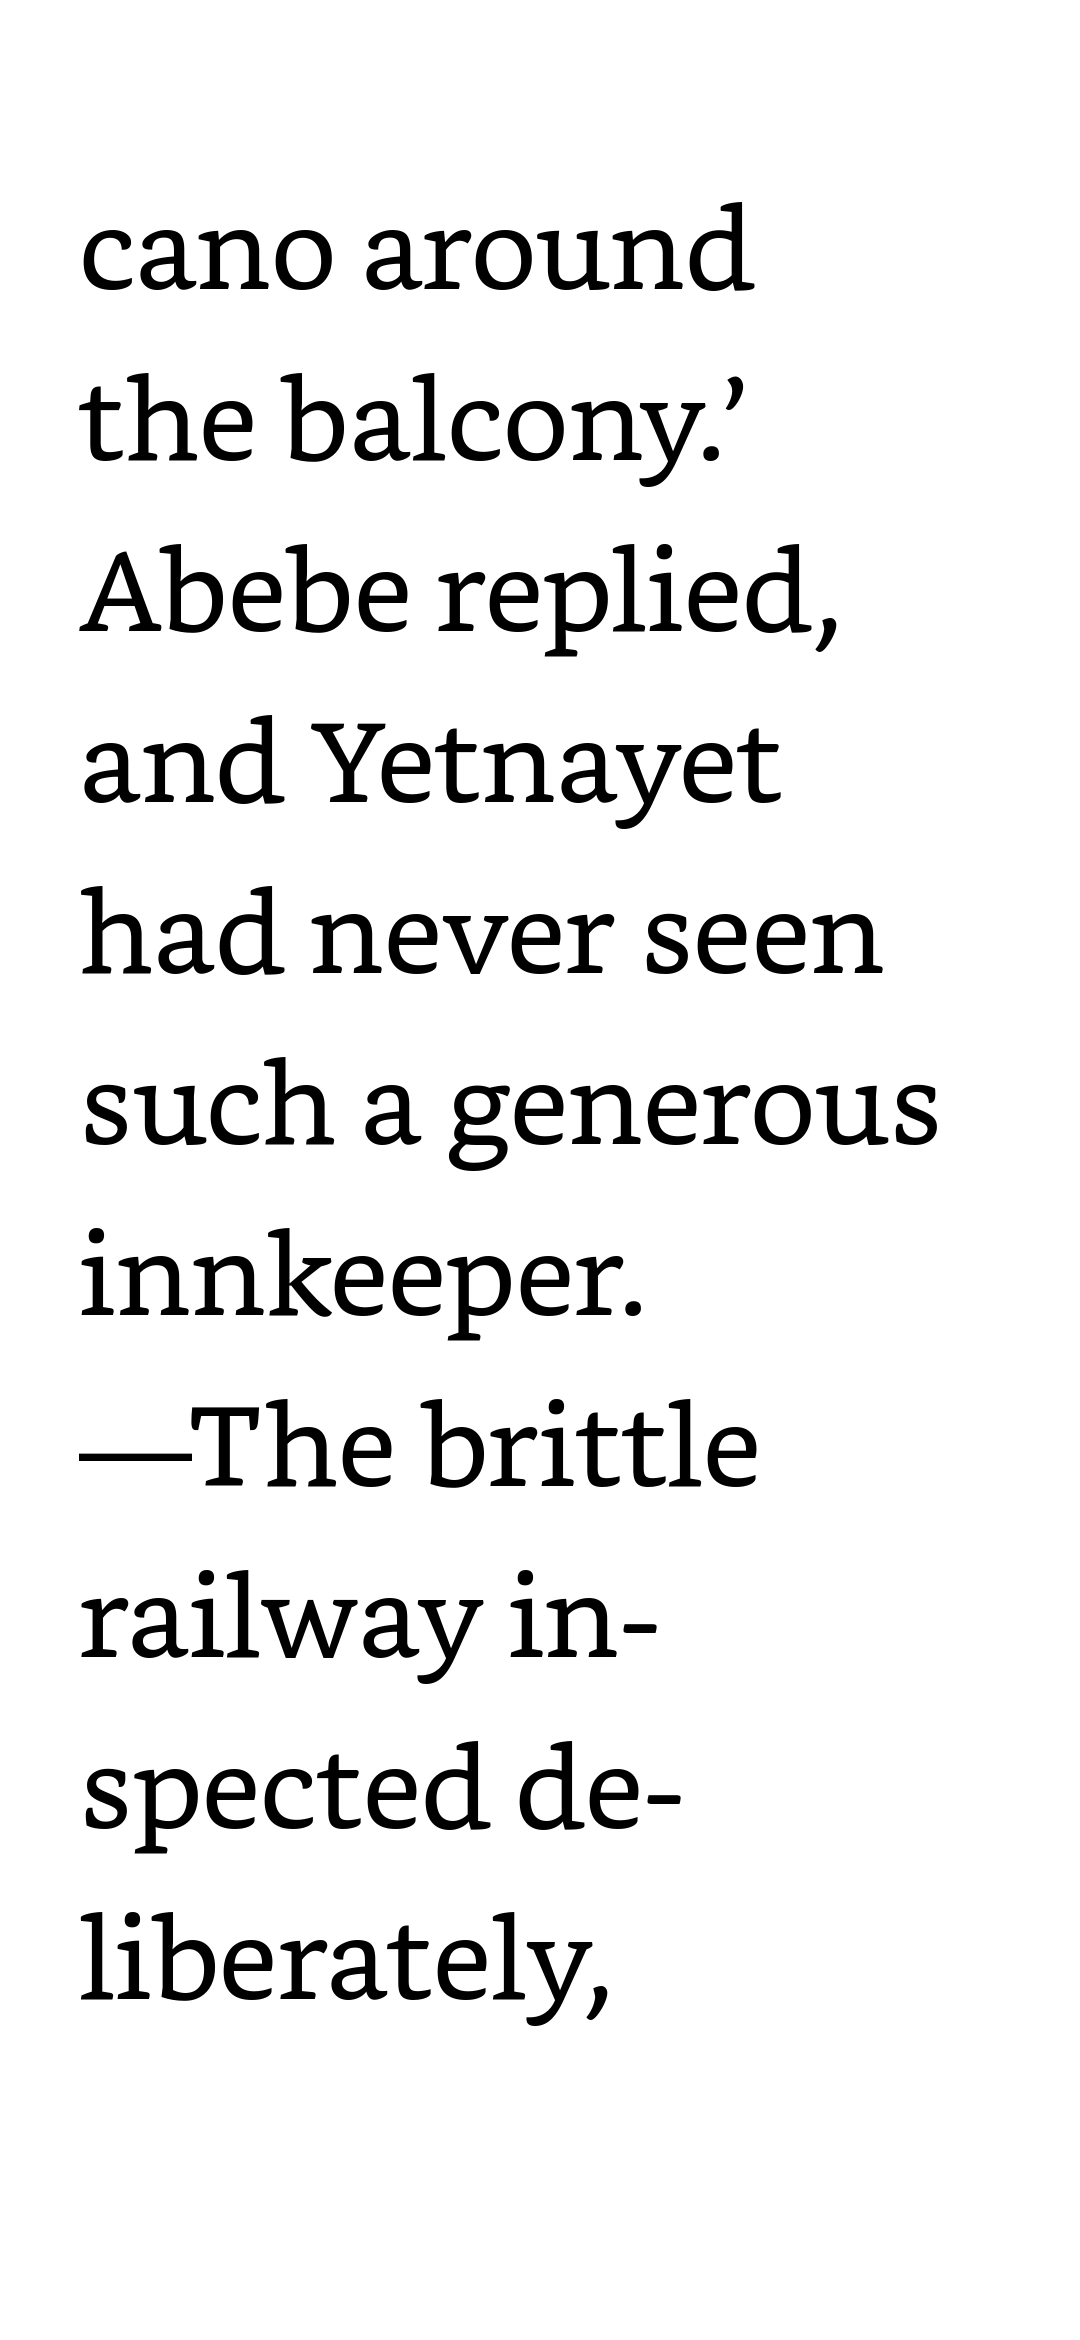 cano around
the balcony.’
Abebe replied,
and Yetnayet
had never seen
such a generous
innkeeper.
—The brittle
railway in-
spected de-
liberately,